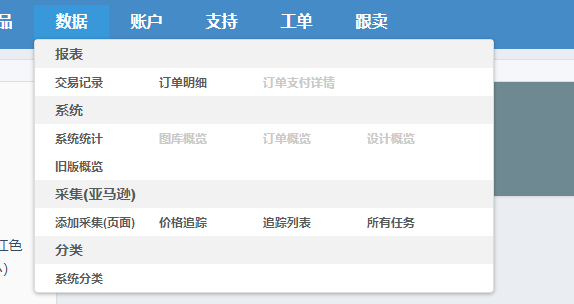 品 数据 账户 支持 工单 跟卖
报表
交易记录 订单明细 订单支付详情
系统
系统统计 图库概览 订单概览 设计概览
旧版概览
采集(亚马逊)
添加采集(页面) 价格追踪 追踪列表 所有任务
红色
分类
系统分类